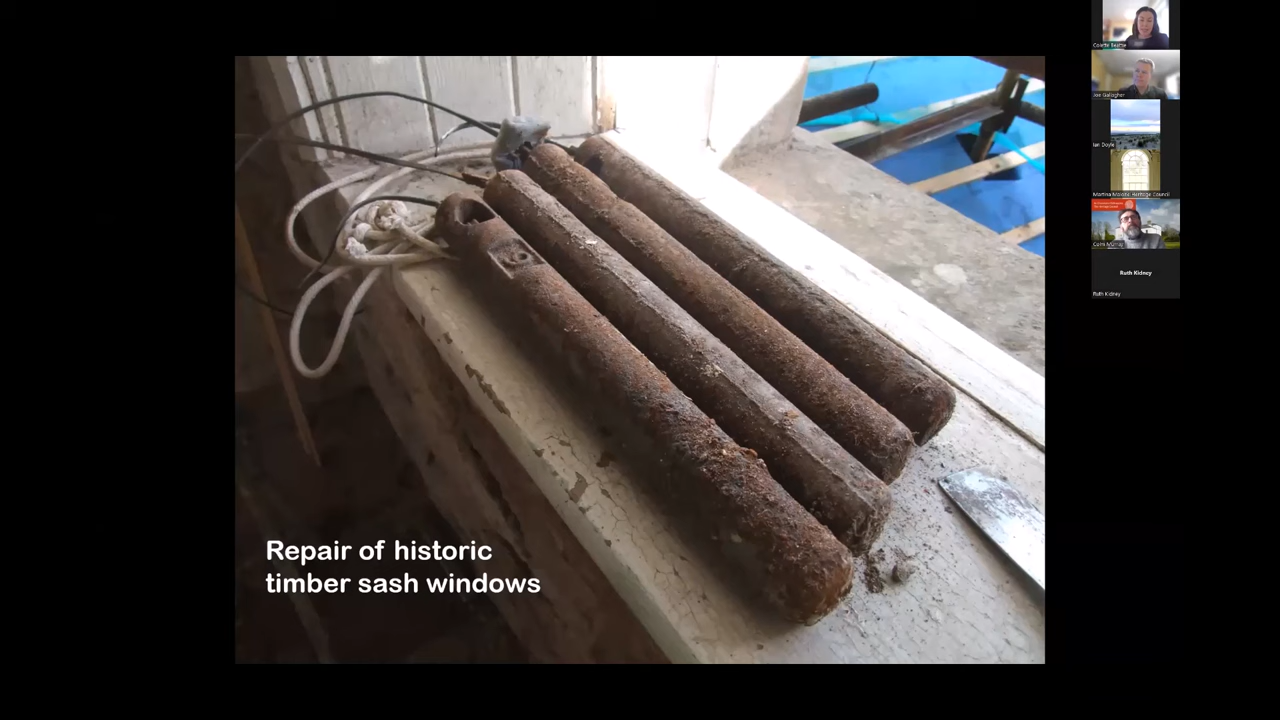 Repair of historic
timber sash windows
Colette Beattie
Joe Gallagher
Ian Doyle
Martina Malone Heritage Council
Colm Murray
Ruth Kidney
Ruth Kidney